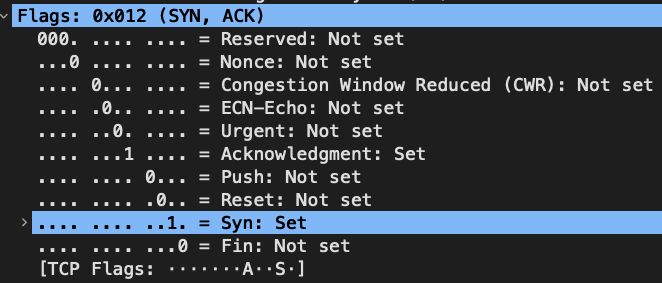 Flags: 0x012 (SYN, ACK)
000. .... .... = Reserved: Not set
...0 .... .... = Nonce: Not set
.... 0... .... = Congestion Window Reduced (CWR): Not set
.... .0.. .... = ECN-Echo: Not set
.... ..0. .... = Urgent: Not set
.... ...1 .... = Acknowledgment: Set
.... .... 0... = Push: Not set
.... .... .0.. = Reset: Not set
.... .... ..1. = Syn: Set
.... .... ...0 = Fin: Not set
[TCP Flags: ·······A··S·]